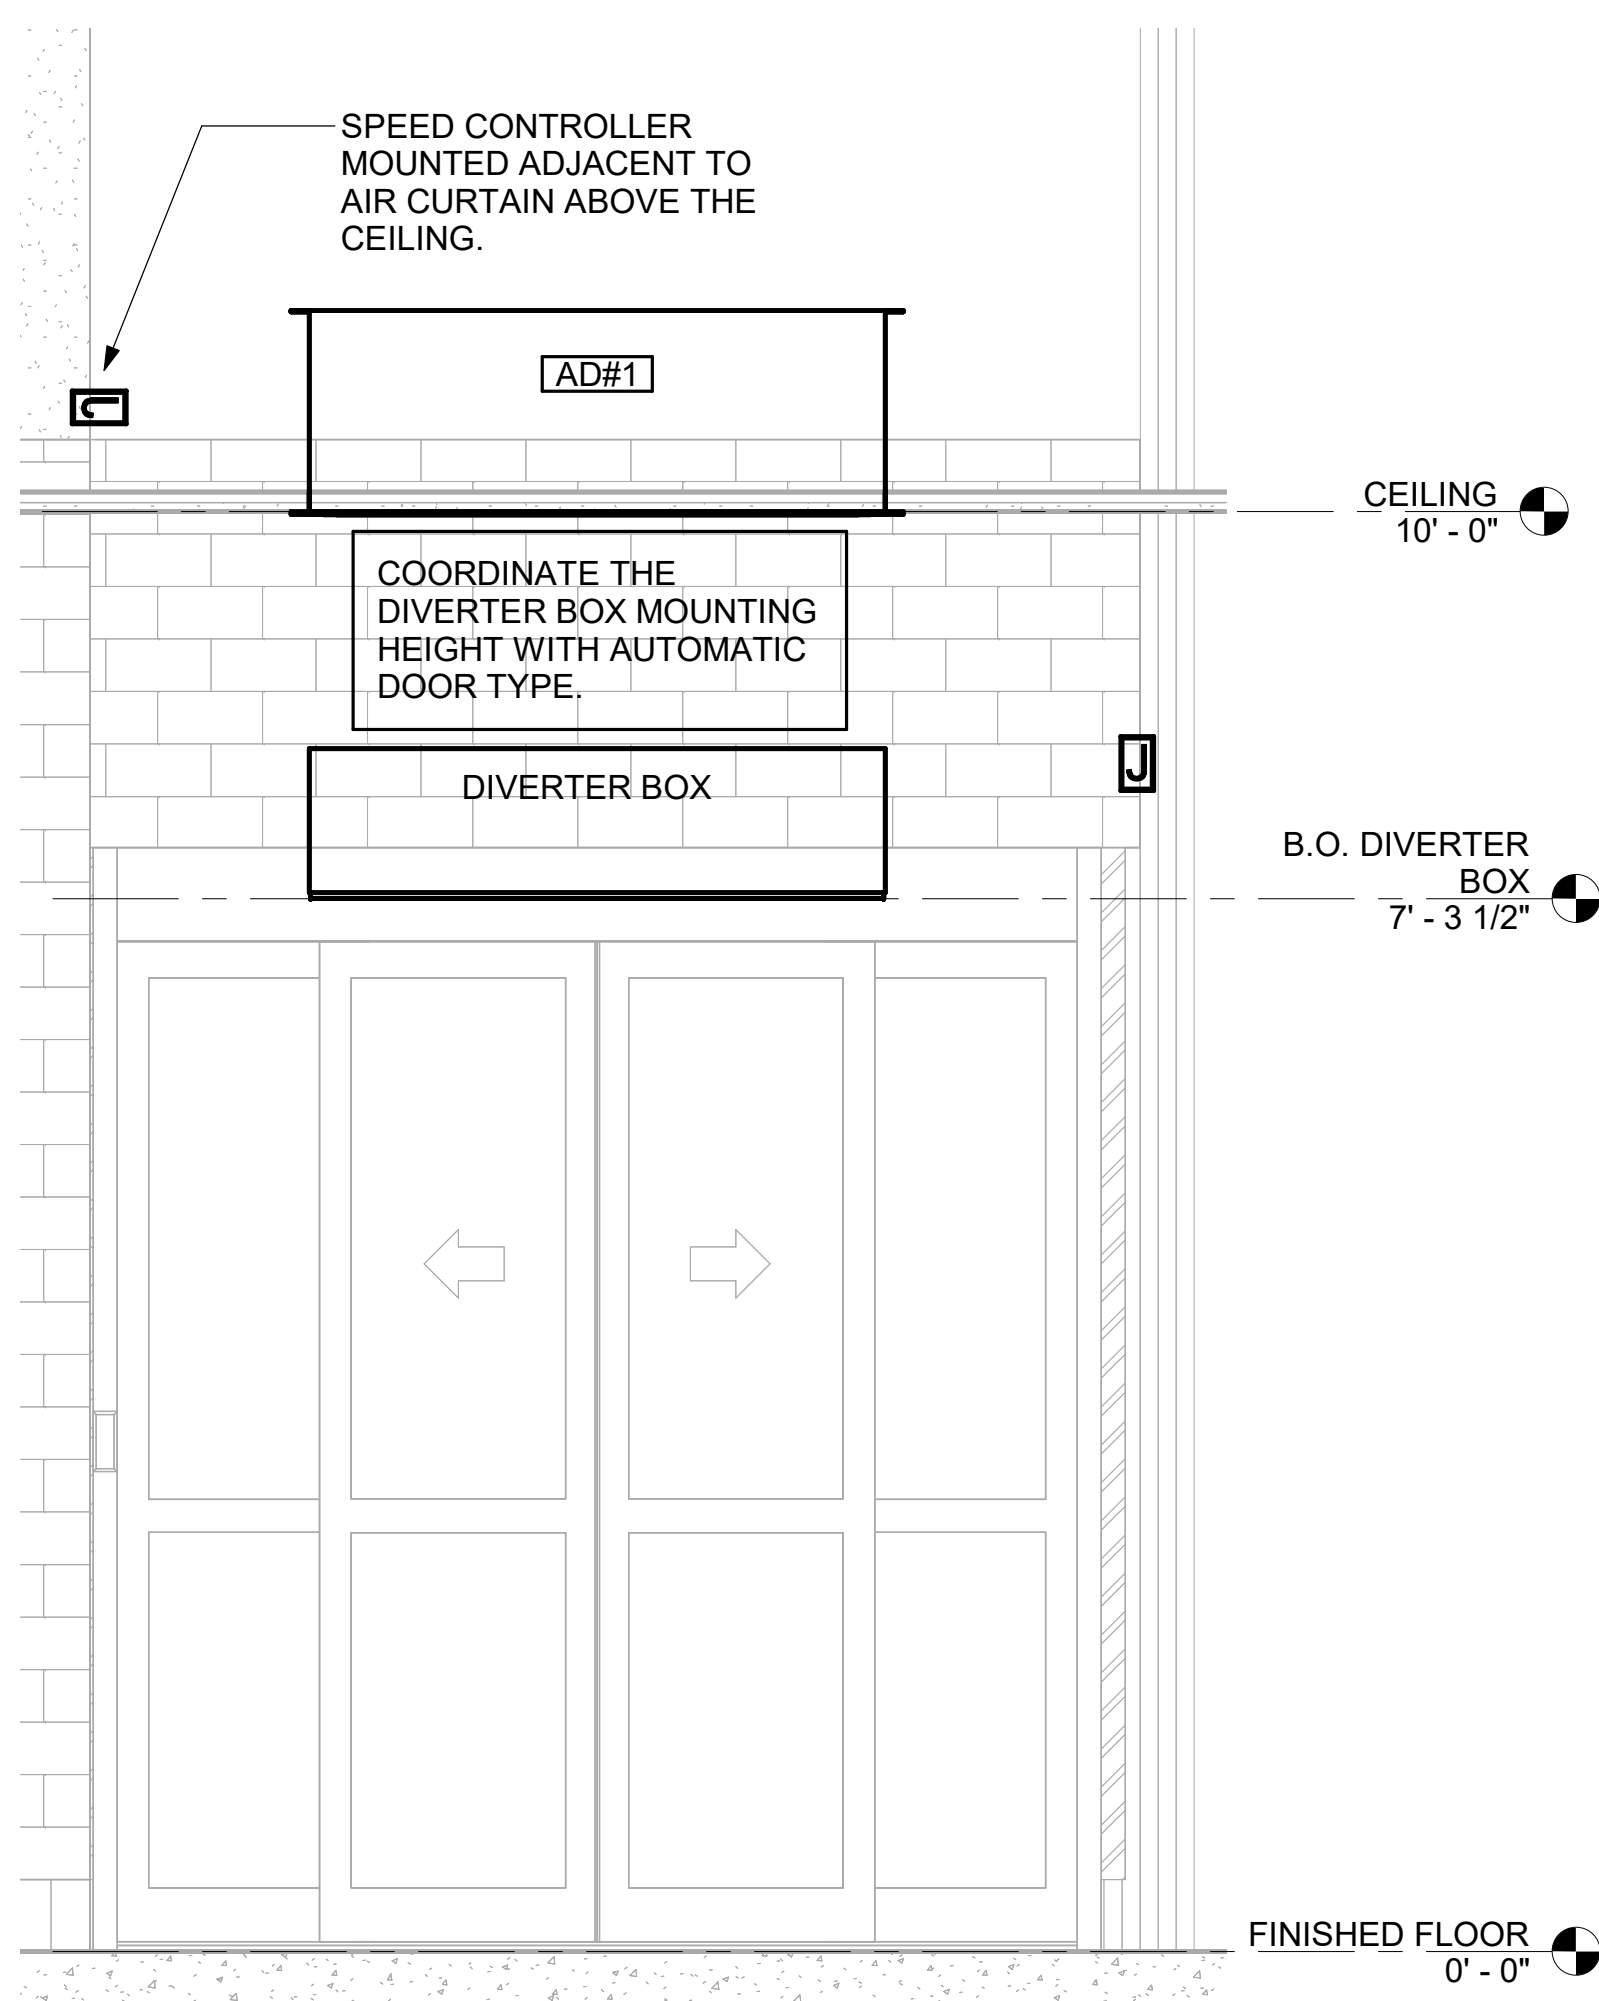 SPEED CONTROLLER
MOUNTED ADJACENT TO
AIR CURTAIN ABOVE THE
CEILING.
AD#1
J
CEILING
10' - 0"
COORDINATE THE
DIVERTER BOX MOUNTING
HEIGHT WITH AUTOMATIC
DOOR TYPE.
DIVERTER BOX
J
B.O. DIVERTER
BOX
7' - 3 1/2"
FINISHED FLOOR
0' - 0"